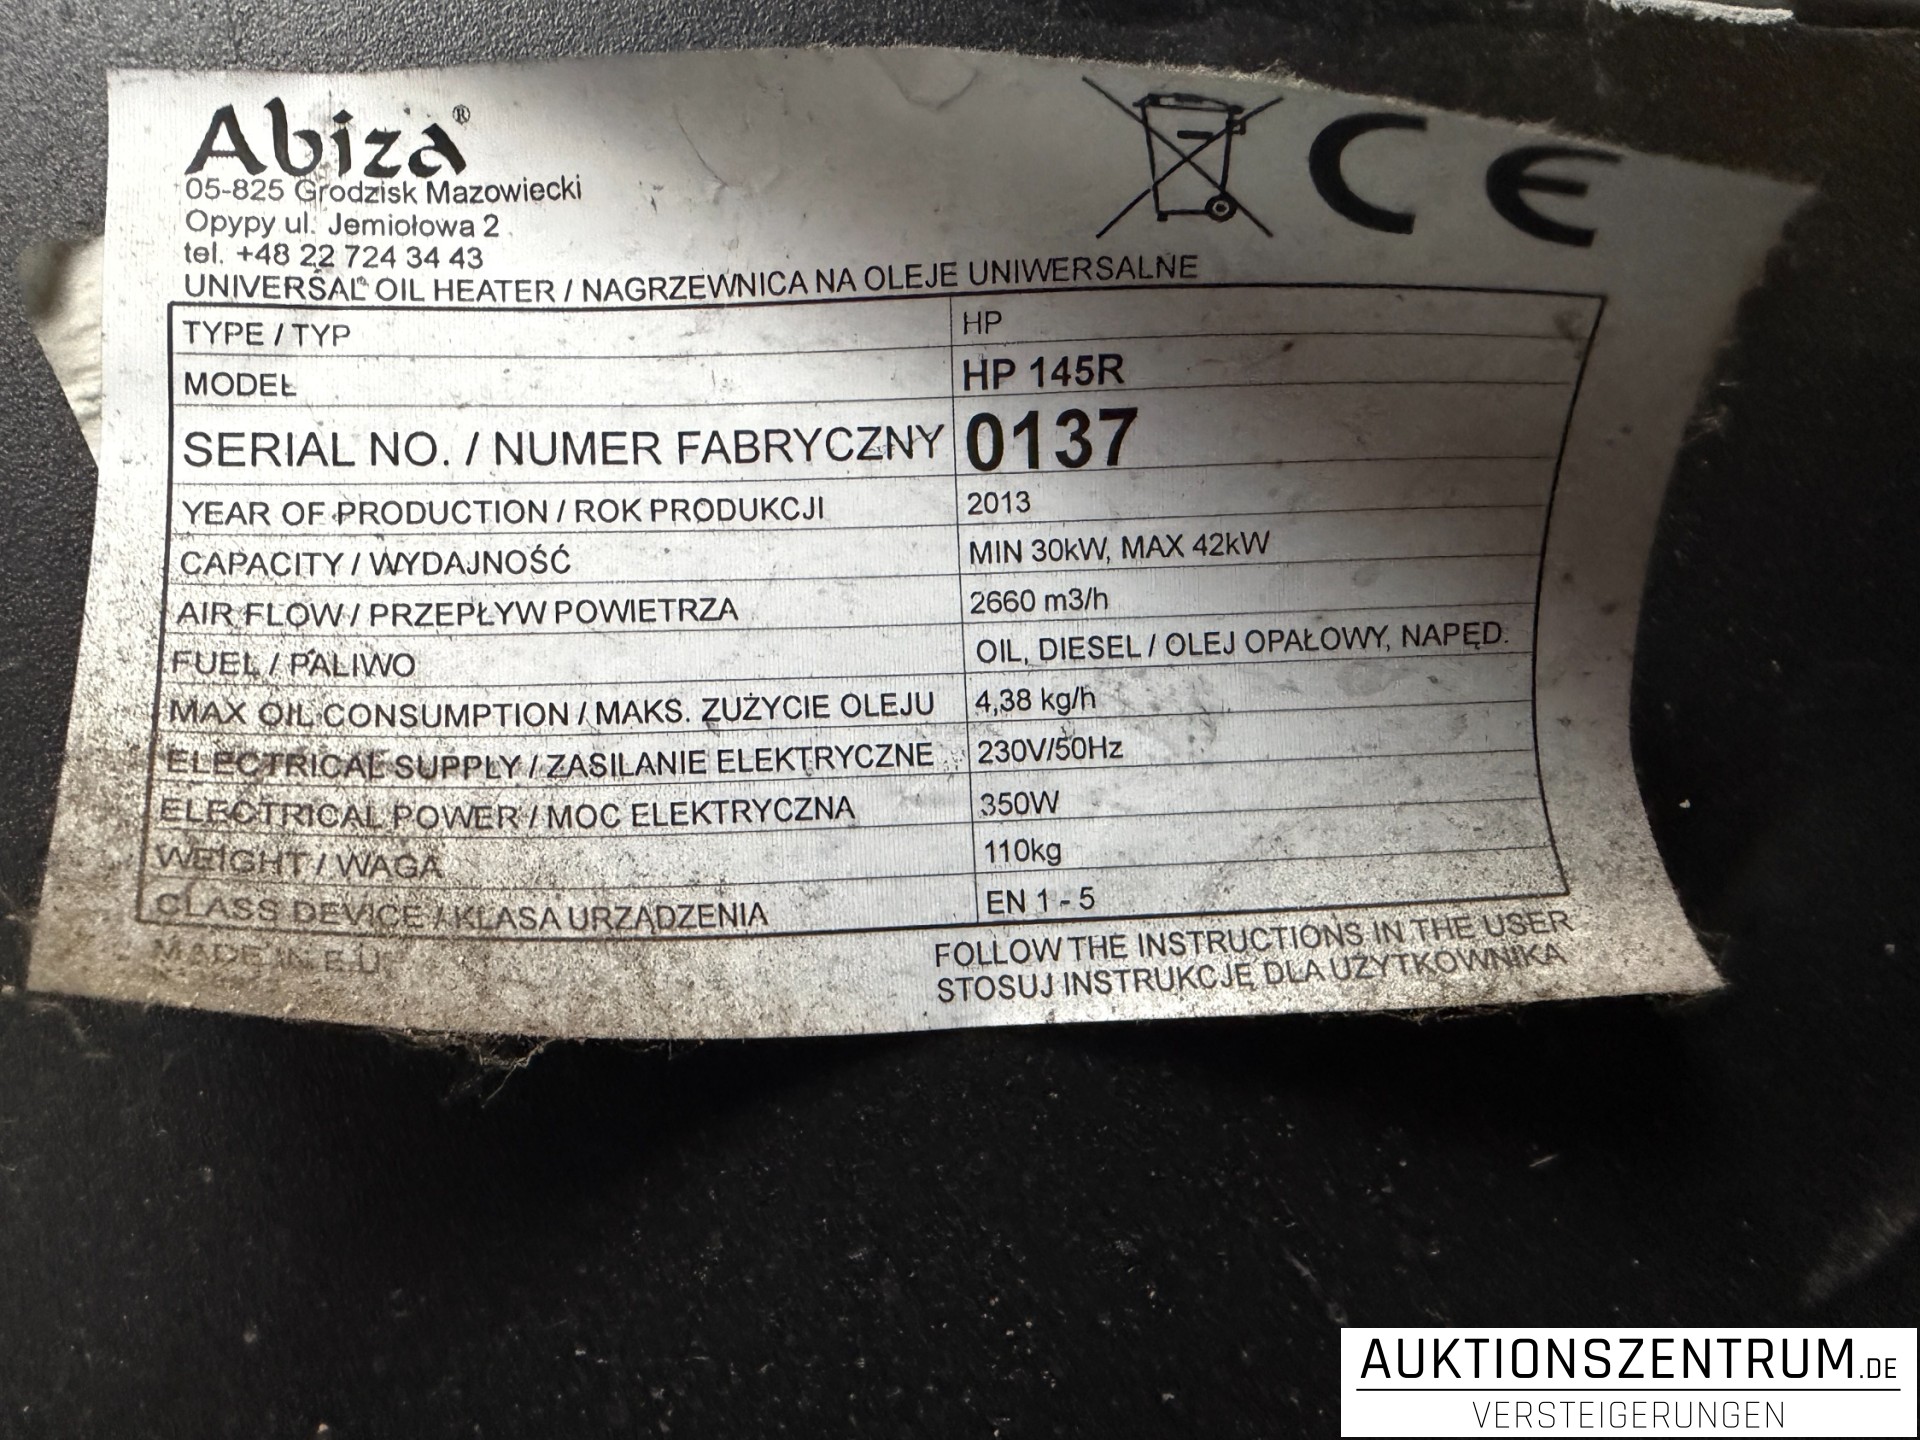 Abiza®
05-825 Grodzisk Mazowiecki
Opypy ul. Jemiołowa 2
tel. +48 22 724 34 43
UNIVERSAL OIL HEATER / NAGRZEWNICA NA OLEJE UNIWERSALNE
CE
TYPE / TYP HP
MODEL HP 145R
SERIAL NO. / NUMER FABRYCZNY 0137
YEAR OF PRODUCTION / ROK PRODUKCJI 2013
CAPACITY / WYDAJNOŚĆ MIN 30kW, MAX 42kW
AIR FLOW / PRZEPŁYW POWIETRZA 2660 m3/h
FUEL / PALIWO OIL, DIESEL / OLEJ OPAŁOWY, NAPĘD.
MAX OIL CONSUMPTION / MAKS. ZUŻYCIE OLEJU 4,38 kg/h
ELECTRICAL SUPPLY / ZASILANIE ELEKTRYCZNE 230V/50Hz
ELECTRICAL POWER / MOC ELEKTRYCZNA 350W
WEIGHT / WAGA 110kg
CLASS DEVICE / KLASA URZĄDZENIA EN 1 - 5
MADE IN E.U.
FOLLOW THE INSTRUCTIONS IN THE USER
STOSUJ INSTRUKCJĘ DLA UŻYTKOWNIKA
AUKTIONSZENTRUM.DE
VERSTEIGERUNGEN